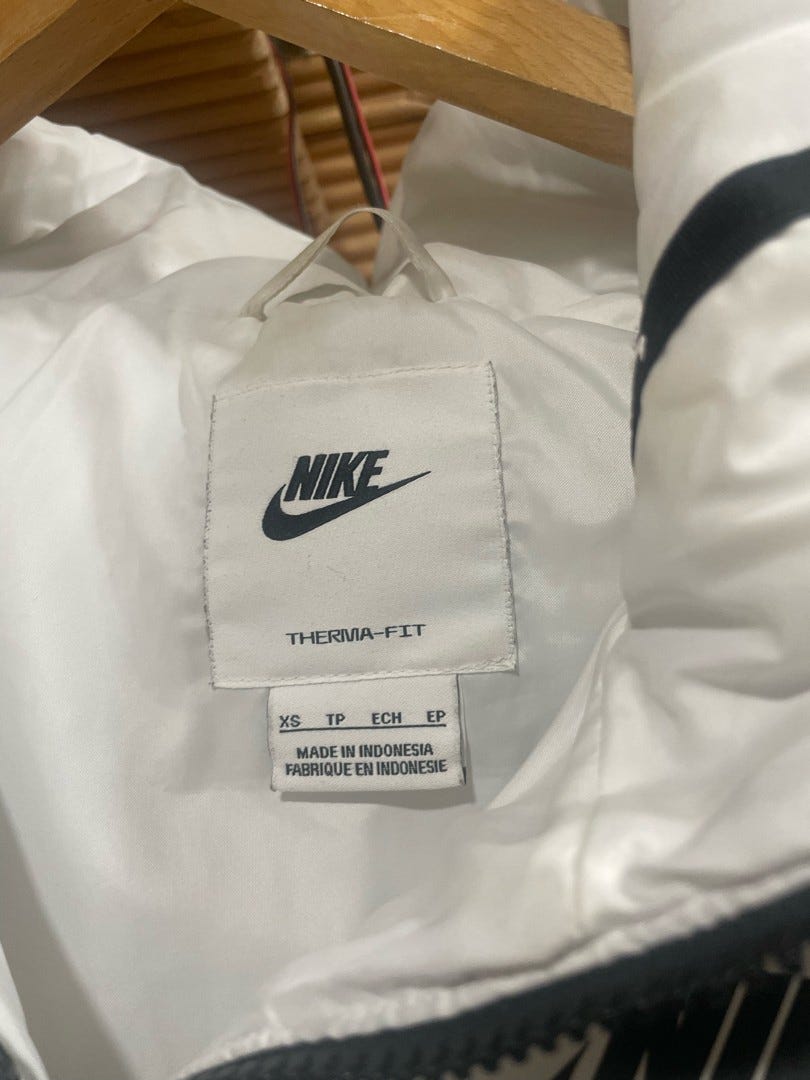 NIKE
THERMA-FIT
XS TP ECH EP
MADE IN INDONESIA
FABRIQUE EN INDONESIE